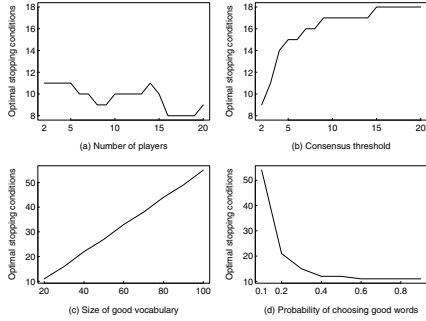 Optimal stopping conditions
18
16
14
12
10
8
2 5 10 15 20
(a) Number of players
Optimal stopping conditions
18
16
14
12
10
8
2 5 10 15 20
(b) Consensus threshold
Optimal stopping conditions
50
40
30
20
10
20 40 60 80 100
(c) Size of good vocabulary
Optimal stopping conditions
50
40
30
20
10
0.1 0.2 0.4 0.6 0.8
(d) Probability of choosing good words